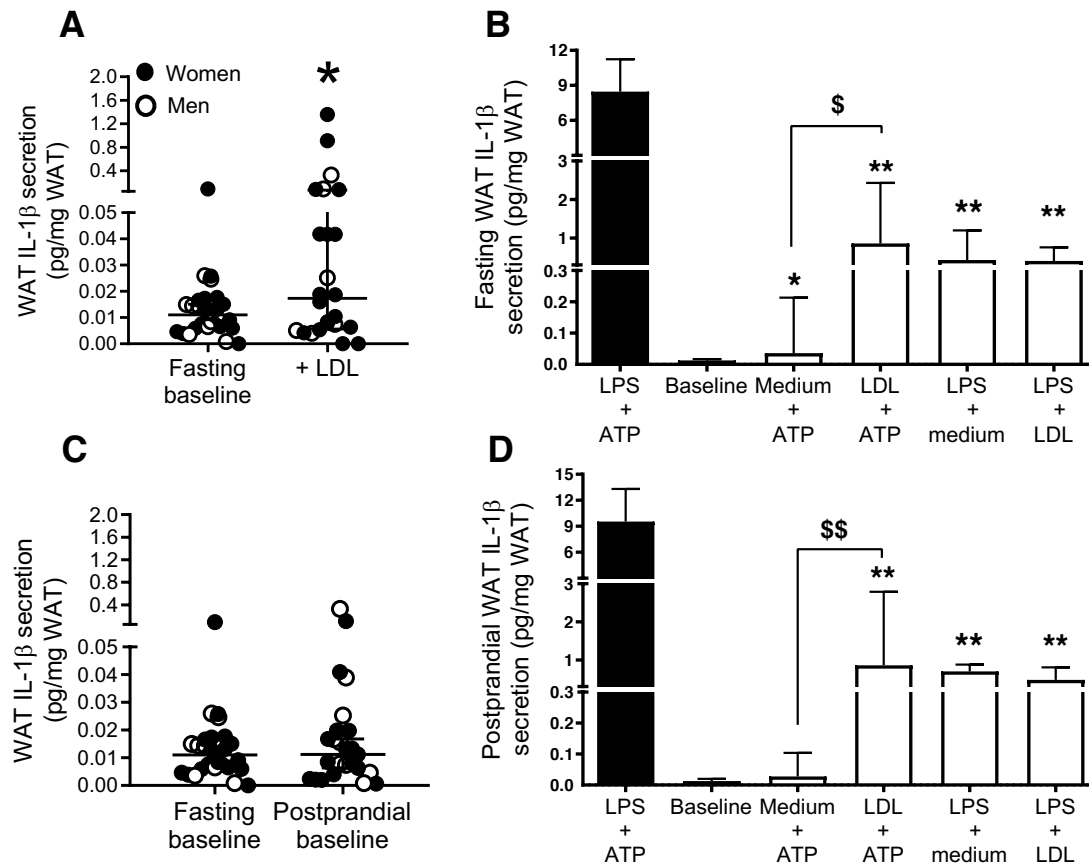 A
Women
Men
*
WAT IL-1β secretion
(pg/mg WAT)
2.0
1.6
1.2
0.8
0.4
0.05
0.04
0.03
0.02
0.01
0.00
Fasting
baseline
+ LDL
B
Fasting WAT IL-1β
secretion (pg/mg WAT)
12
9
6
3
2
1
0.3
0.2
0.1
0.0
$
*
**
**
**
LPS
+
ATP
Baseline
Medium
+
ATP
LDL
+
ATP
LPS
+
medium
LPS
+
LDL
C
WAT IL-1β secretion
(pg/mg WAT)
2.0
1.6
1.2
0.8
0.4
0.05
0.04
0.03
0.02
0.01
0.00
Fasting
baseline
Postprandial
baseline
D
Postprandial WAT IL-1β
secretion (pg/mg WAT)
15
12
9
6
3
2
1
0.3
0.2
0.1
0.0
$$
**
**
**
LPS
+
ATP
Baseline
Medium
+
ATP
LDL
+
ATP
LPS
+
medium
LPS
+
LDL